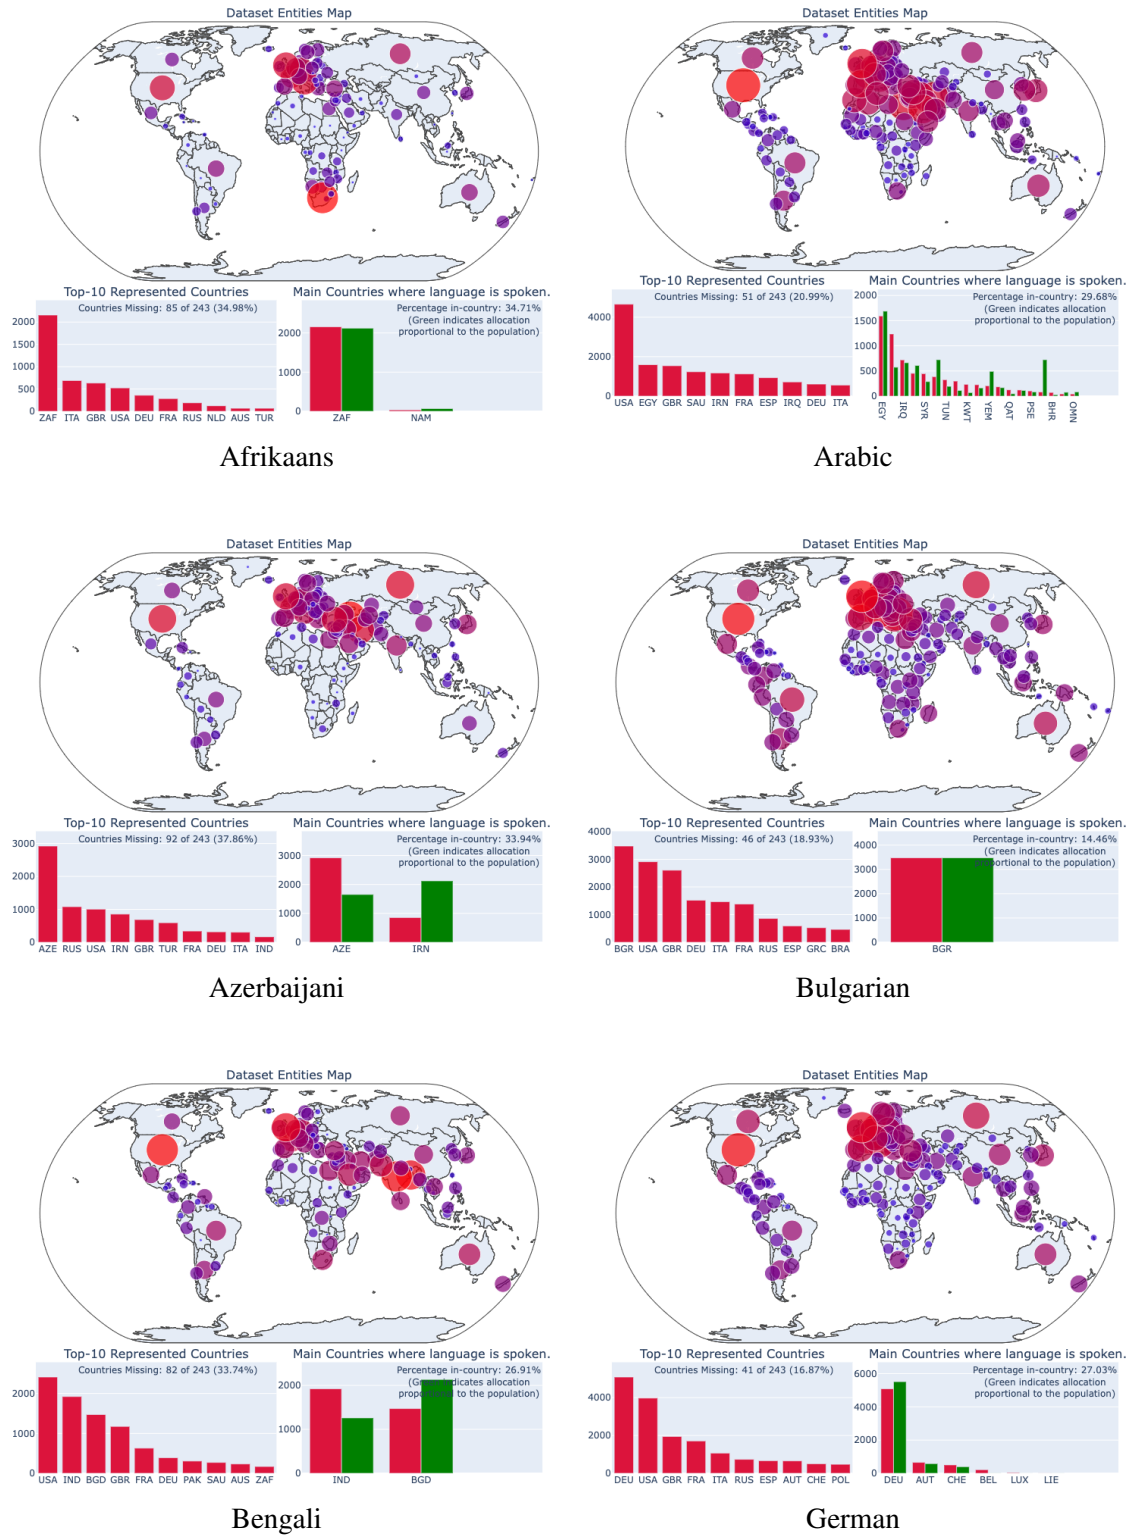 Dataset Entities Map
Top-10 Represented Countries
Countries Missing: 85 of 243 (34.98%)
2000
1500
1000
500
0
ZAF ITA GBR USA DEU FRA RUS NLD AUS TUR
Main Countries where language is spoken.
Percentage in-country: 34.71%
(Green indicates allocation
proportional to the population)
2000
1000
0
ZAF NAM
Afrikaans
Dataset Entities Map
Top-10 Represented Countries
Countries Missing: 51 of 243 (20.99%)
4000
2000
0
USA EGY GBR SAU IRN FRA ESP IRQ DEU ITA
Main Countries where language is spoken.
Percentage in-country: 29.68%
(Green indicates allocation
proportional to the population)
2000
1500
1000
500
0
EGY IRQ SYR TUN KWT YEM QAT PSE BHR OMN
Arabic
Dataset Entities Map
Top-10 Represented Countries
Countries Missing: 92 of 243 (37.86%)
3000
2000
1000
0
AZE RUS USA IRN GBR TUR FRA DEU ITA IND
Main Countries where language is spoken.
Percentage in-country: 33.94%
(Green indicates allocation
proportional to the population)
3000
2000
1000
0
AZE IRN
Azerbaijani
Dataset Entities Map
Top-10 Represented Countries
Countries Missing: 46 of 243 (18.93%)
4000
3000
2000
1000
0
BGR USA GBR DEU ITA FRA RUS ESP GRC BRA
Main Countries where language is spoken.
Percentage in-country: 14.46%
(Green indicates allocation
proportional to the population)
4000
3000
2000
1000
0
BGR
Bulgarian
Dataset Entities Map
Top-10 Represented Countries
Countries Missing: 82 of 243 (33.74%)
2000
1000
0
USA IND BGD GBR FRA DEU PAK SAU AUS ZAF
Main Countries where language is spoken.
Percentage in-country: 26.91%
(Green indicates allocation
proportional to the population)
2000
1000
0
IND BGD
Bengali
Dataset Entities Map
Top-10 Represented Countries
Countries Missing: 41 of 243 (16.87%)
4000
2000
0
DEU USA GBR FRA ITA RUS ESP AUT CHE POL
Main Countries where language is spoken.
Percentage in-country: 27.03%
(Green indicates allocation
proportional to the population)
6000
4000
2000
0
DEU AUT CHE BEL LUX LIE
German